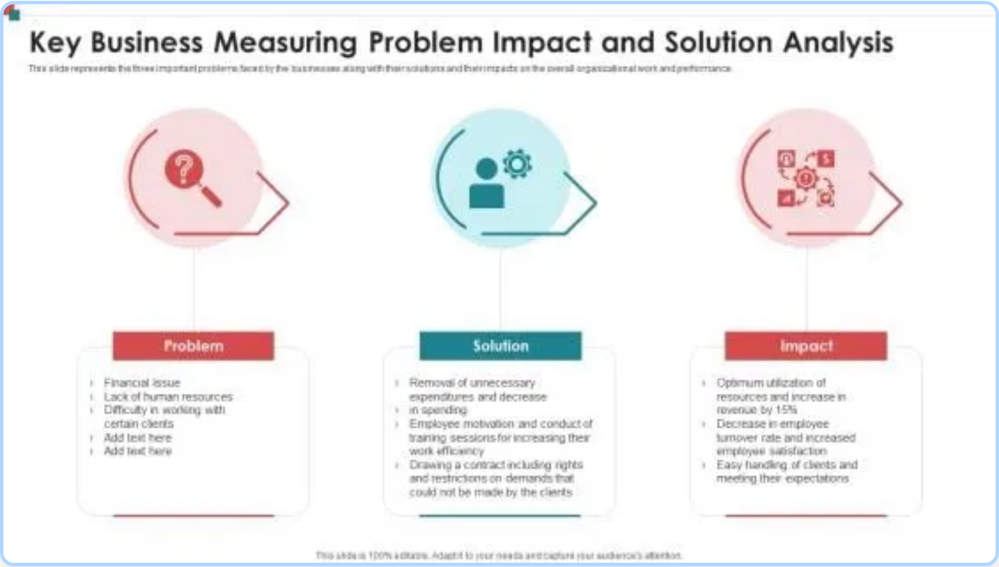 Key Business Measuring Problem Impact and Solution Analysis
This slide represents the three important problems faced by the businesses along with their solutions and their impacts on the overall organizational work and performance.
Problem
Financial Issue
Lack of human resources
Difficulty in working with
certain clients
Add text here
Add text here
Solution
Removal of unnecessary
expenditures and decrease
in spending
Employee motivation and conduct of
training sessions for increasing their
work efficiency
Drawing a contract including rights
and restrictions on demands that
could not be made by the clients
Impact
Optimum utilization of
resources and increase in
revenue by 15%
Decrease in employee
turnover rate and increased
employee satisfaction
Easy handling of clients and
meeting their expectations
This slide is 100% editable. Adapt it to your needs and capture your audience's attention.